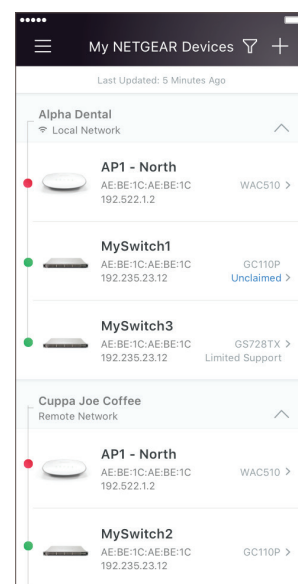 My NETGEAR Devices
Last Updated: 5 Minutes Ago
Alpha Dental
Local Network
AP1 - North
AE:BE:1C:AE:BE:1C WAC510
192.522.1.2
MySwitch1
AE:BE:1C:AE:BE:1C GC110P
192.235.23.12 Unclaimed
MySwitch3
AE:BE:1C:AE:BE:1C GS728TX
192.235.23.12 Limited Support
Cuppa Joe Coffee
Remote Network
AP1 - North
AE:BE:1C:AE:BE:1C WAC510
192.522.1.2
MySwitch2
AE:BE:1C:AE:BE:1C GC110P
192.235.23.12